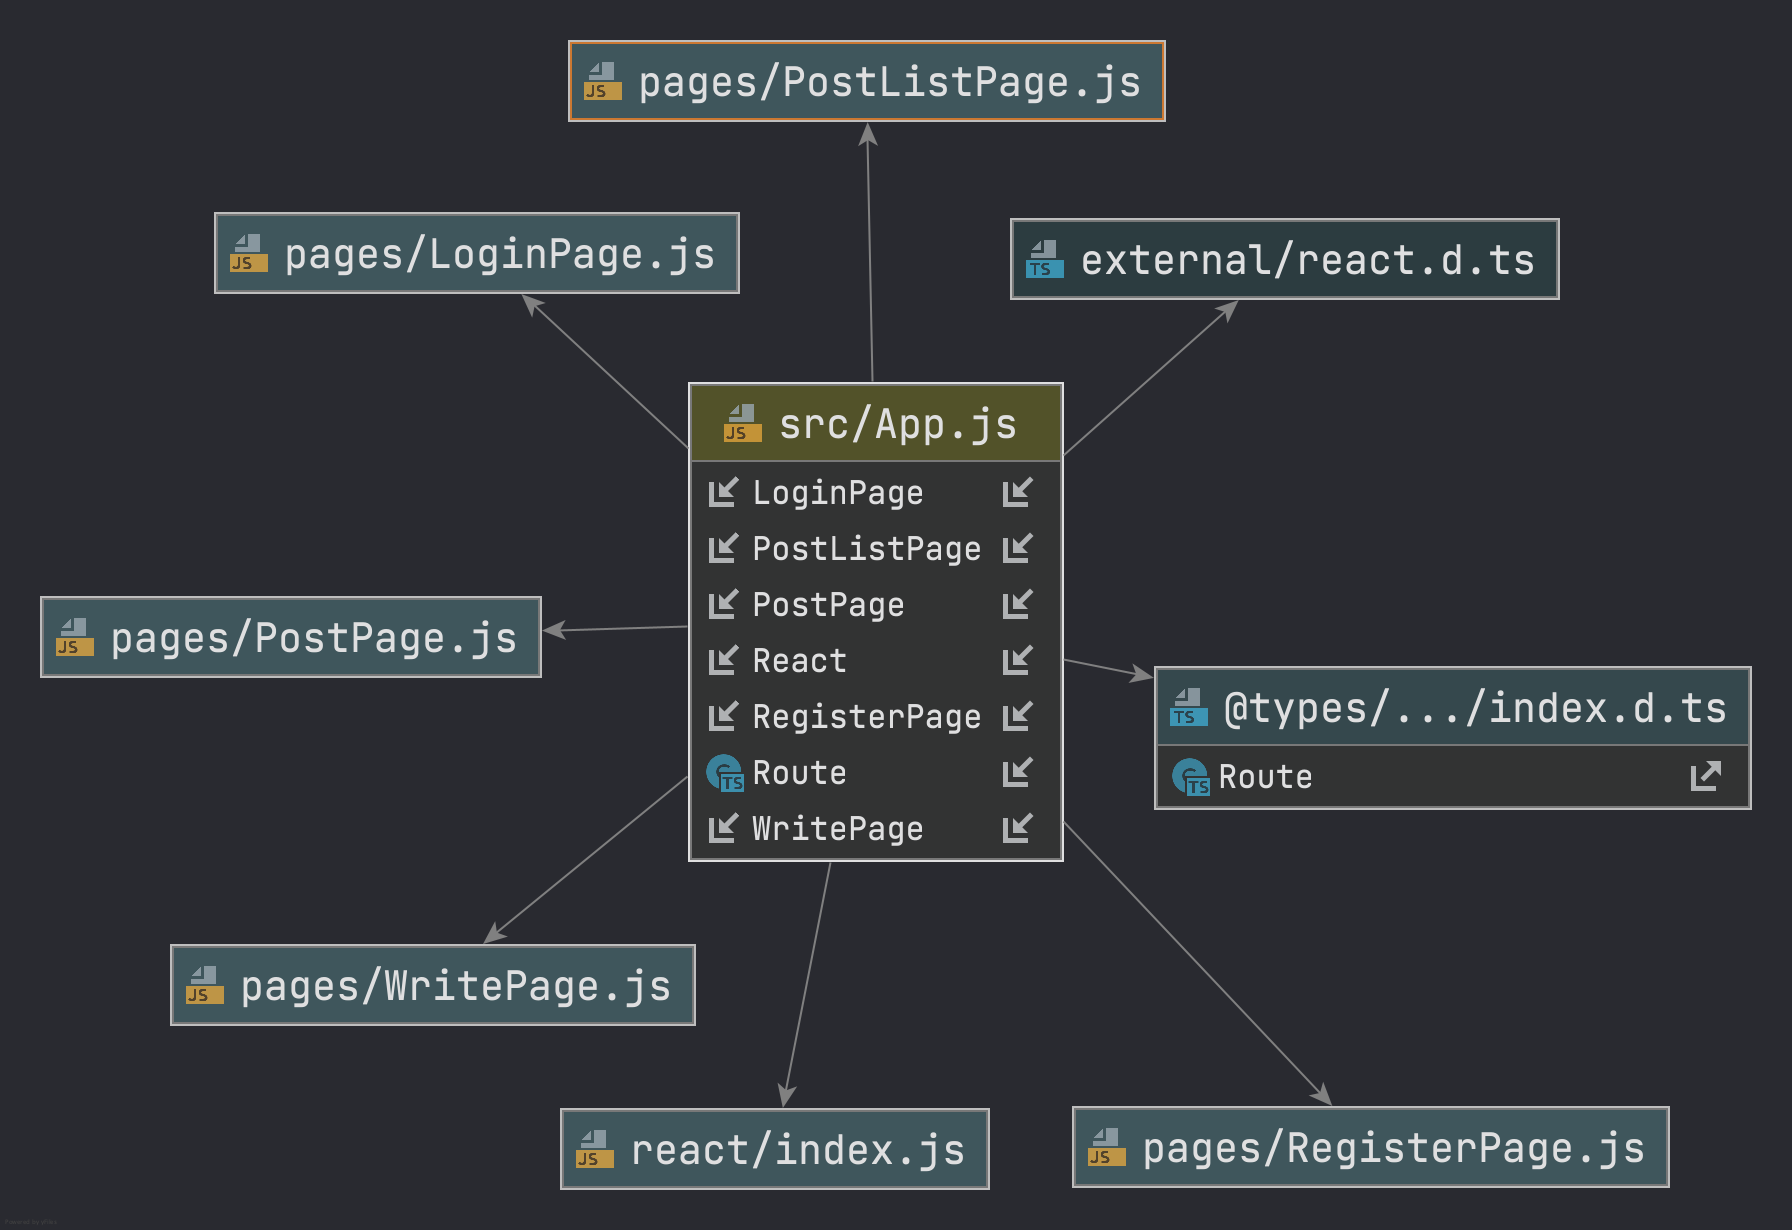 JS pages/PostListPage.js
JS pages/LoginPage.js
TS external/react.d.ts
JS src/App.js
LoginPage
PostListPage
PostPage
React
RegisterPage
C TS Route
WritePage
JS pages/PostPage.js
TS @types/.../index.d.ts
C TS Route
JS pages/WritePage.js
JS react/index.js
JS pages/RegisterPage.js